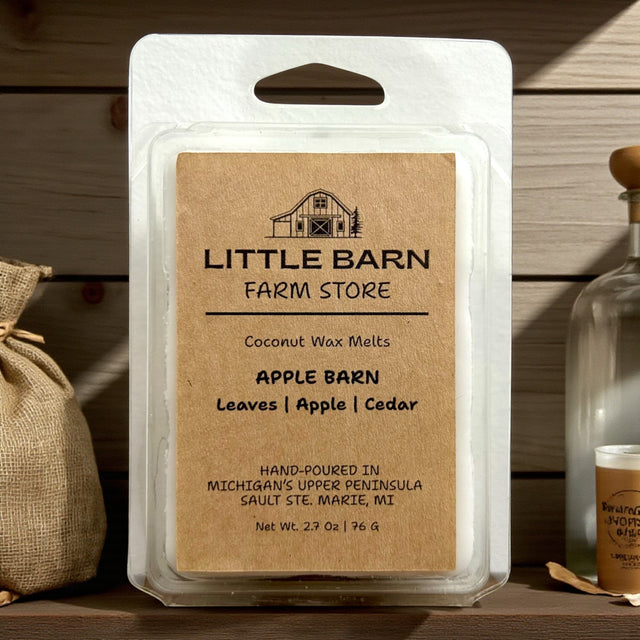 LITTLE BARN
FARM STORE
Coconut Wax Melts
APPLE BARN
Leaves | Apple | Cedar
HAND-POURED IN
MICHIGAN'S UPPER PENINSULA
SAULT STE. MARIE, MI
Net Wt. 2.7 Oz | 76 G